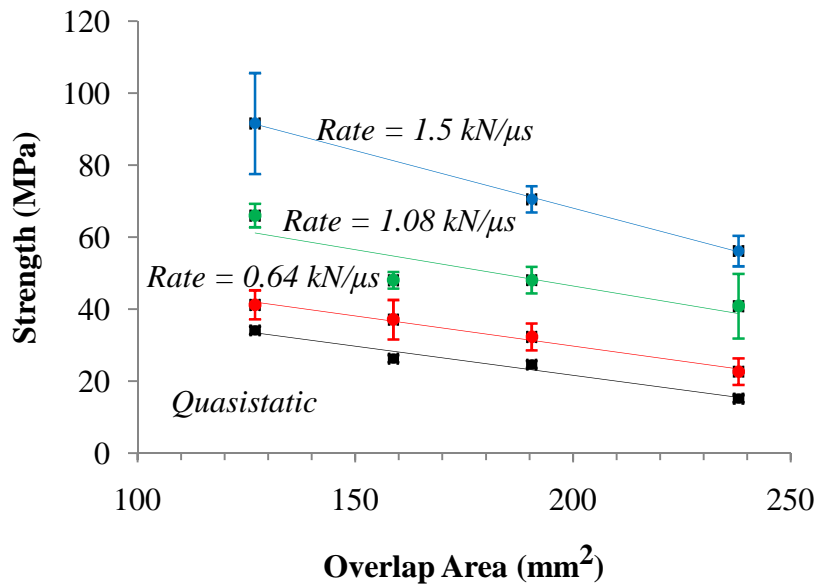 120
100
80
60
40
20
0
Strength (MPa)
Rate = 1.5 kN/μs
Rate = 1.08 kN/μs
Rate = 0.64 kN/μs
Quasistatic
100 150 200 250
Overlap Area (mm²)